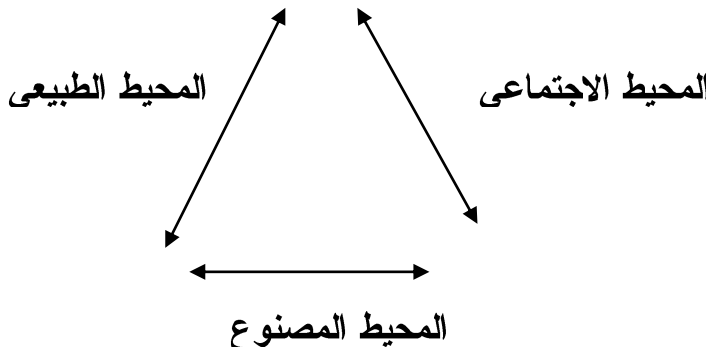 المحيط الاجتماعى
المحيط الطبيعى
المحيط المصنوع